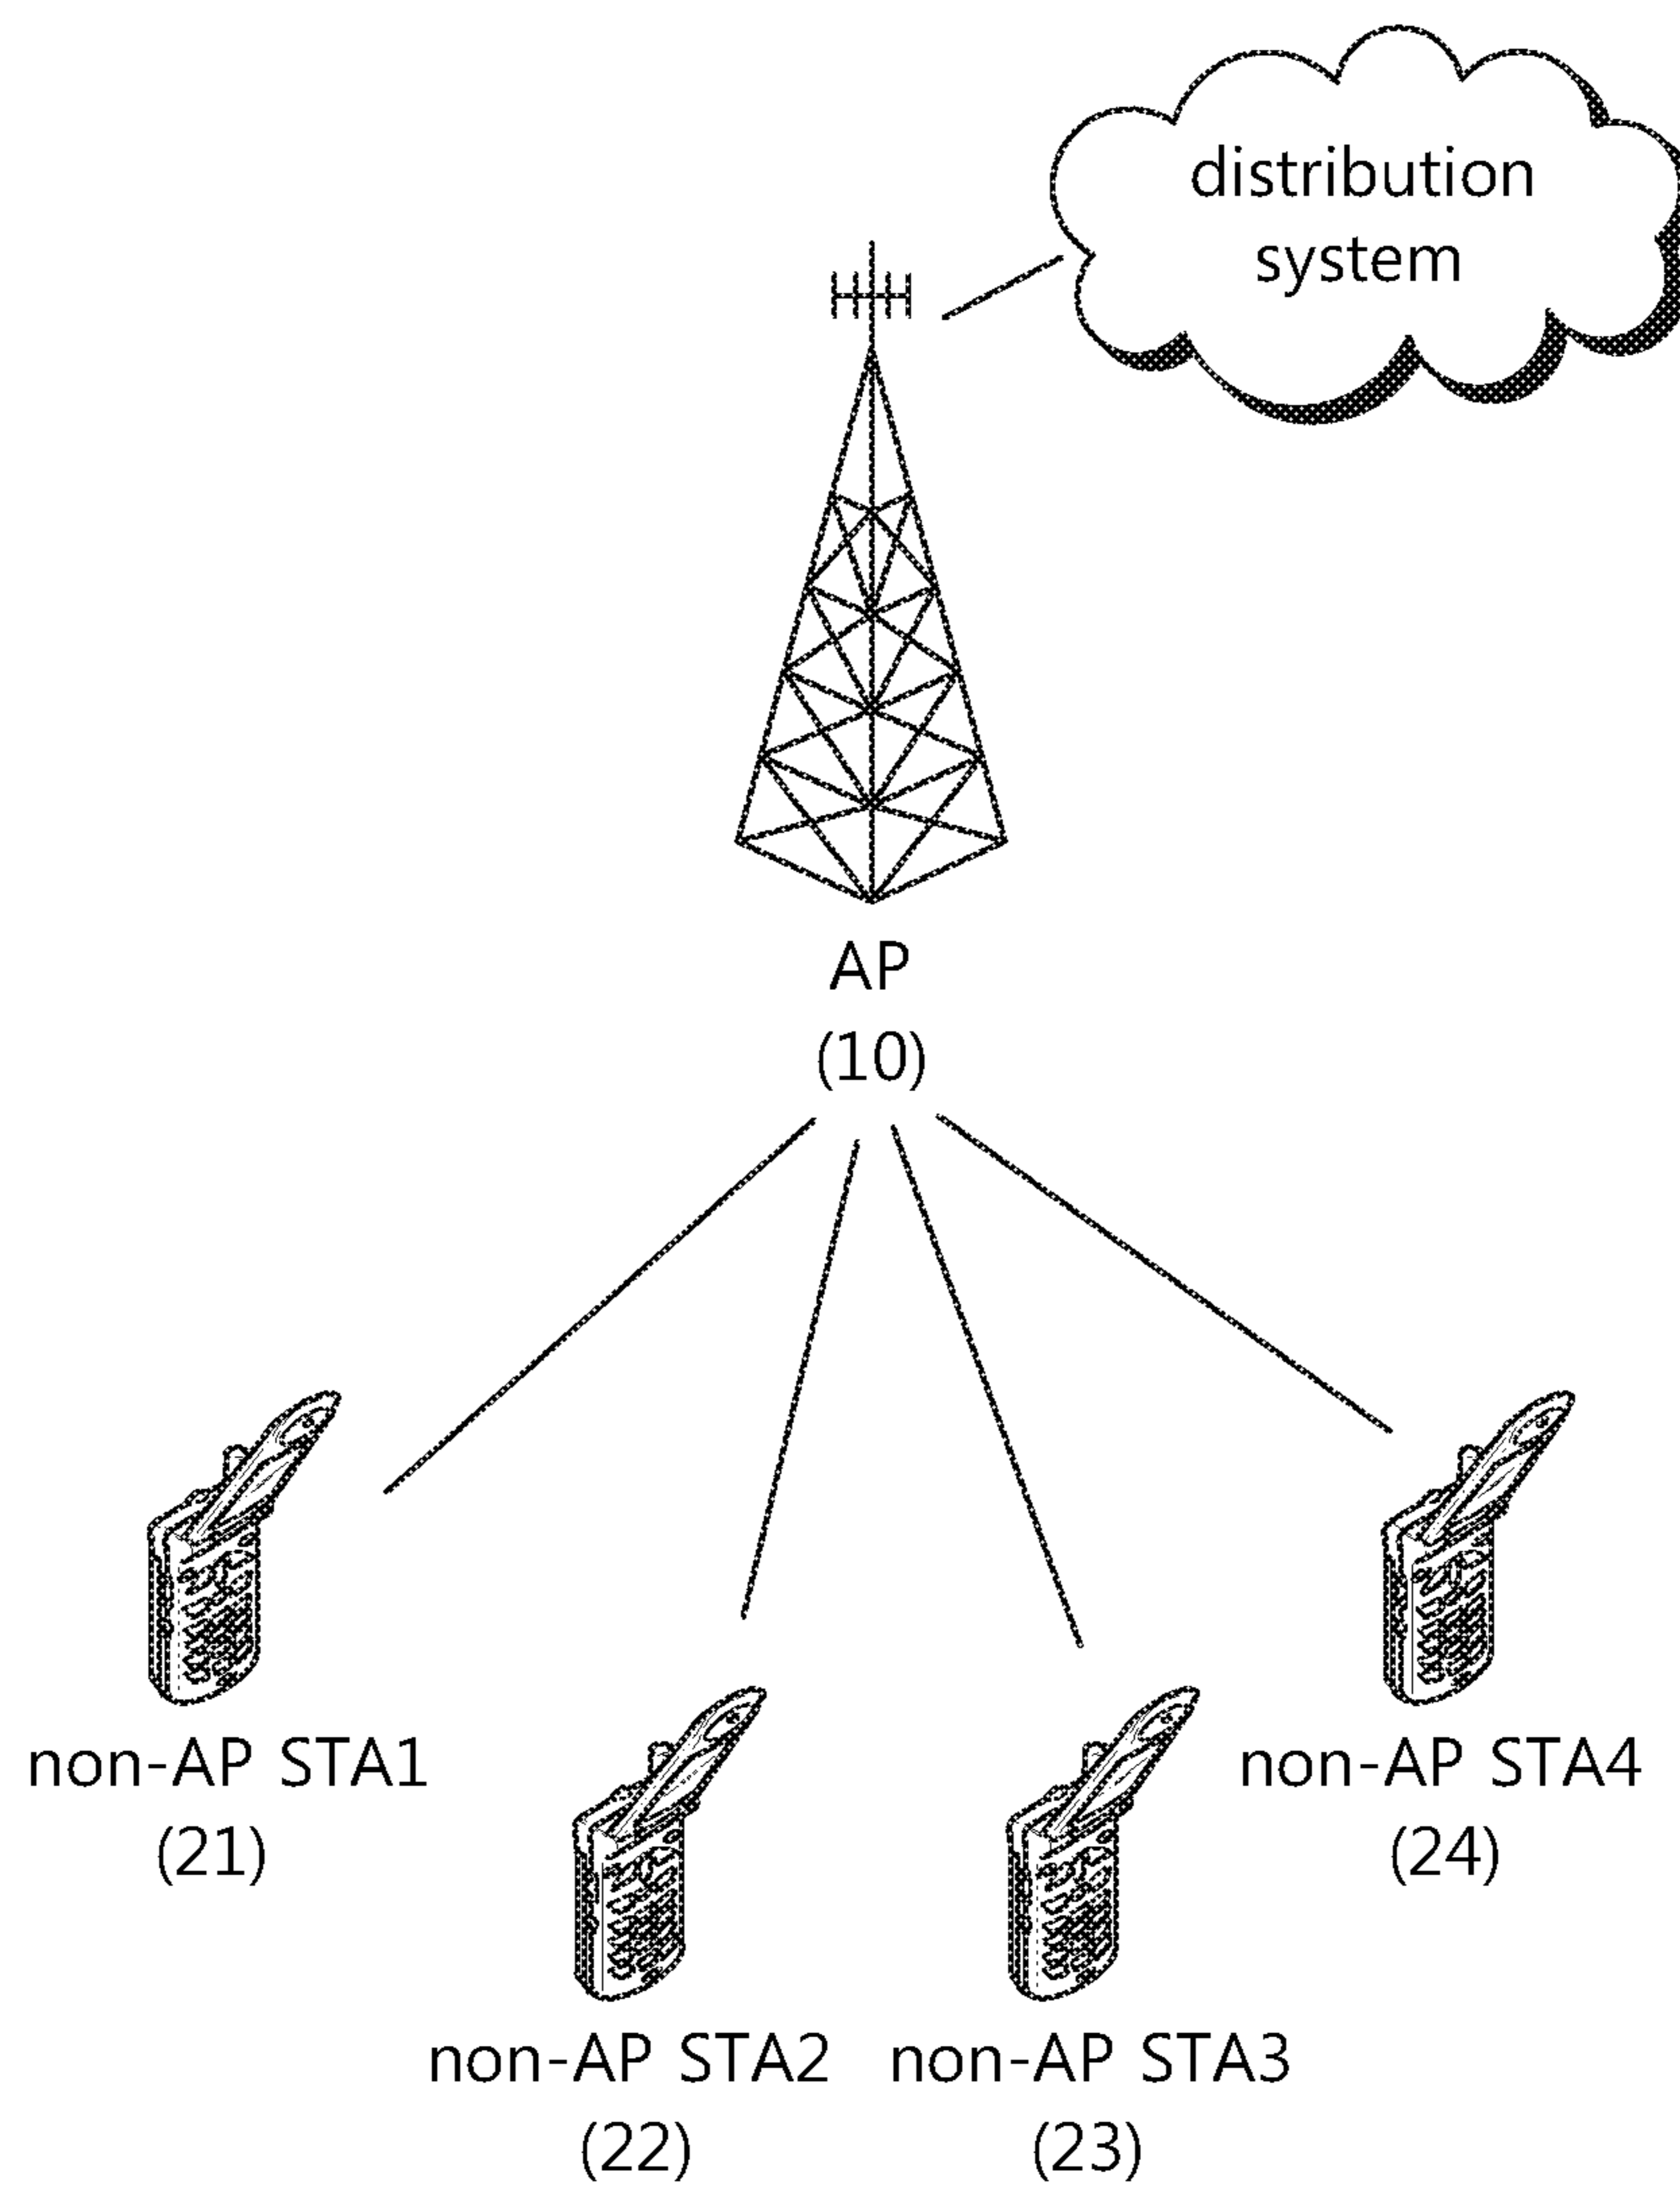 distribution
system
AP
(10)
non-AP STA1
(21)
non-AP STA4
(24)
non-AP STA2
(22)
non-AP STA3
(23)